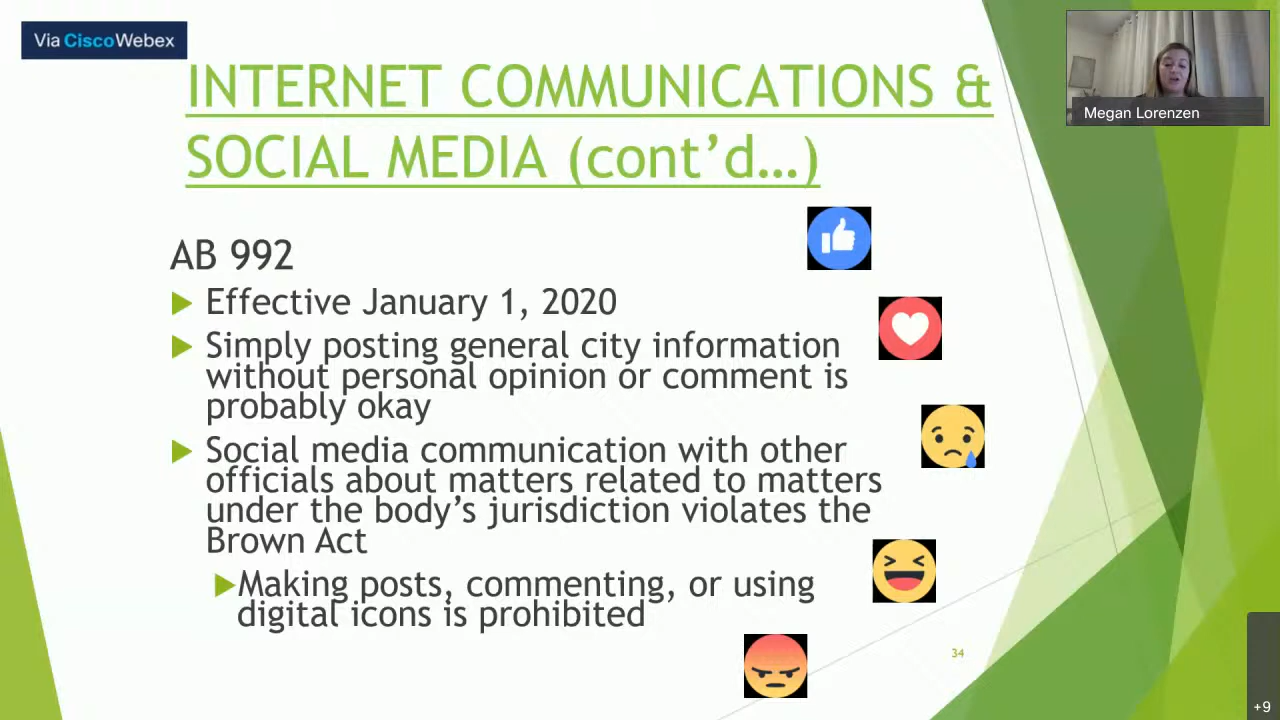 Via CiscoWebex
INTERNET COMMUNICATIONS &
SOCIAL MEDIA (cont’d…)
Megan Lorenzen
AB 992
Effective January 1, 2020
Simply posting general city information
without personal opinion or comment is
probably okay
Social media communication with other
officials about matters related to matters
under the body’s jurisdiction violates the
Brown Act
Making posts, commenting, or using
digital icons is prohibited
34
+9